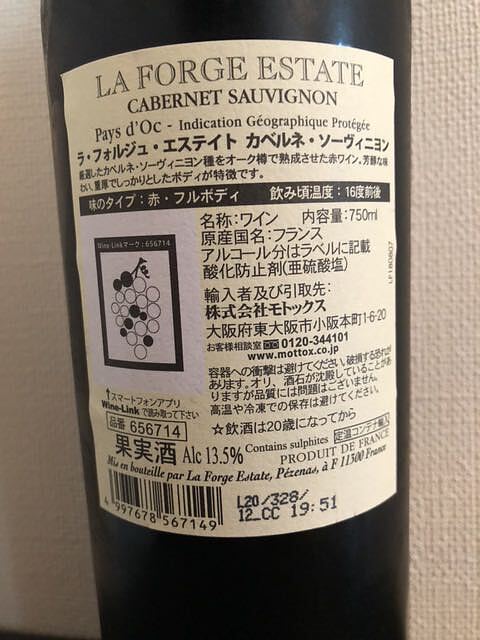 LA FORGE ESTATE
CABERNET SAUVIGNON
Pays d'Oc - Indication Géographique Protégée
ラ・フォルジュ・エステイト カベルネ・ソーヴィニヨン
厳選したカベルネ・ソーヴィニヨン種をオーク樽で熟成させた赤ワイン。芳醇な味
わい、重厚でしっかりとしたボディが特徴です。
味のタイプ：赤・フルボディ 飲み頃温度：16度前後
Wine-Linkマーク：656714
↑スマートフォンアプリ
Wine-Linkで読み取って下さい
品番 656714
名称：ワイン 内容量：750ml
原産国名：フランス
アルコール分はラベルに記載
酸化防止剤(亜硫酸塩)
輸入者及び引取先：
株式会社モトックス
大阪府東大阪市小阪本町1-6-20
お客様相談室 0120-344101
www.mottox.co.jp
容器への衝撃は避けてください。破損する恐れが
あります。オリ、酒石が沈殿していることがあ
りますが品質には問題はございません。
高温や冷凍での保存は避けてください。
☆飲酒は20歳になってから
LF180807
果実酒 Alc 13.5% Contains sulphites 定温コンテナ輸入
PRODUCT DE FRANCE
Mis en bouteille par La Forge Estate, Pézenas, à F 11300 France
4 997678 567149
L20/328/
12_CC 19:51